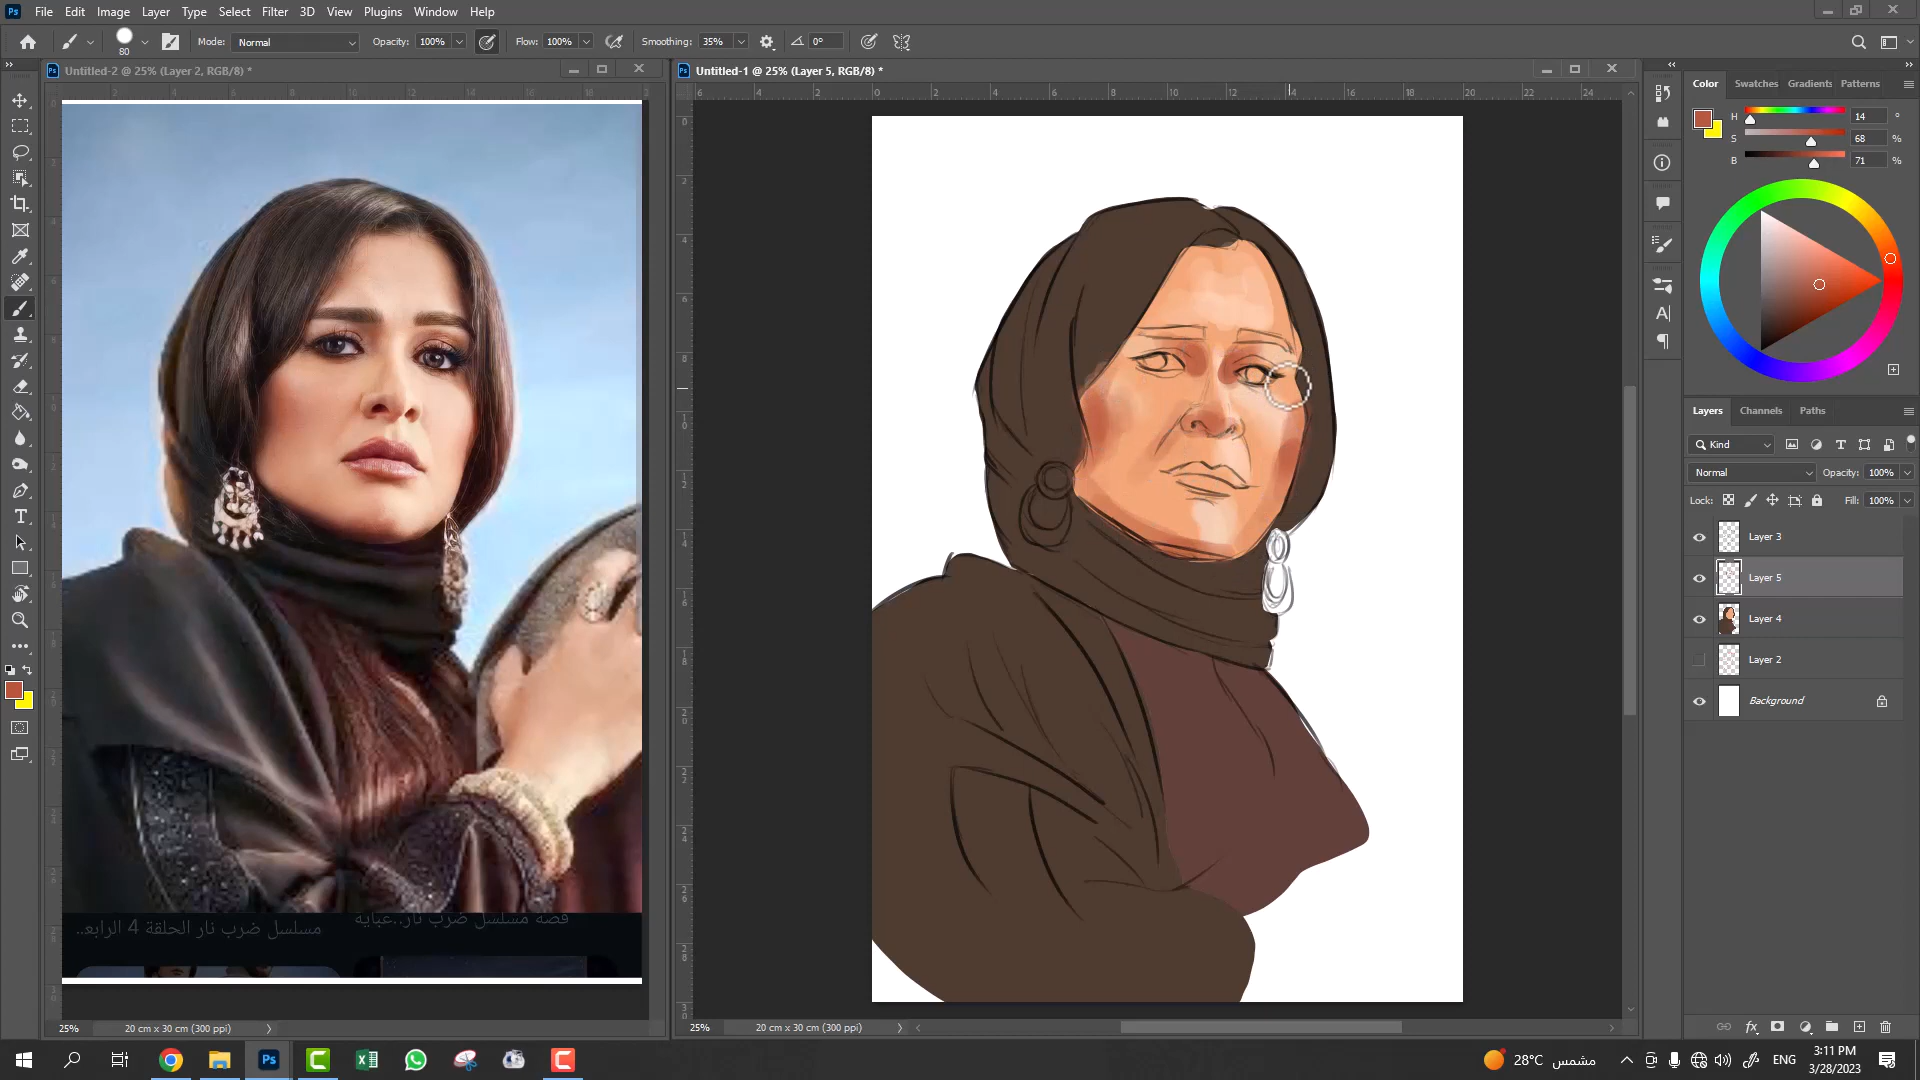 Ps File Edit Image Layer Type Select Filter 3D View Plugins Window Help
80 Mode: Normal Opacity: 100% Flow: 100% Smoothing: 35% 0°
Untitled-2 @ 25% (Layer 2, RGB/8) *
Untitled-1 @ 25% (Layer 5, RGB/8) *
Color Swatches Gradients Patterns
H 14 °
S 68 %
B 71 %
Layers Channels Paths
Kind
Normal Opacity: 100%
Lock: Fill: 100%
Layer 3
Layer 5
Layer 4
Layer 2
Background
قصة مسلسل ضرب نار..عبايه
مسلسل ضرب نار الحلقة 4 الرابع..
25% 20 cm x 30 cm (300 ppi)
25% 20 cm x 30 cm (300 ppi)
28°C مشمس
ENG
3:11 PM
3/28/2023